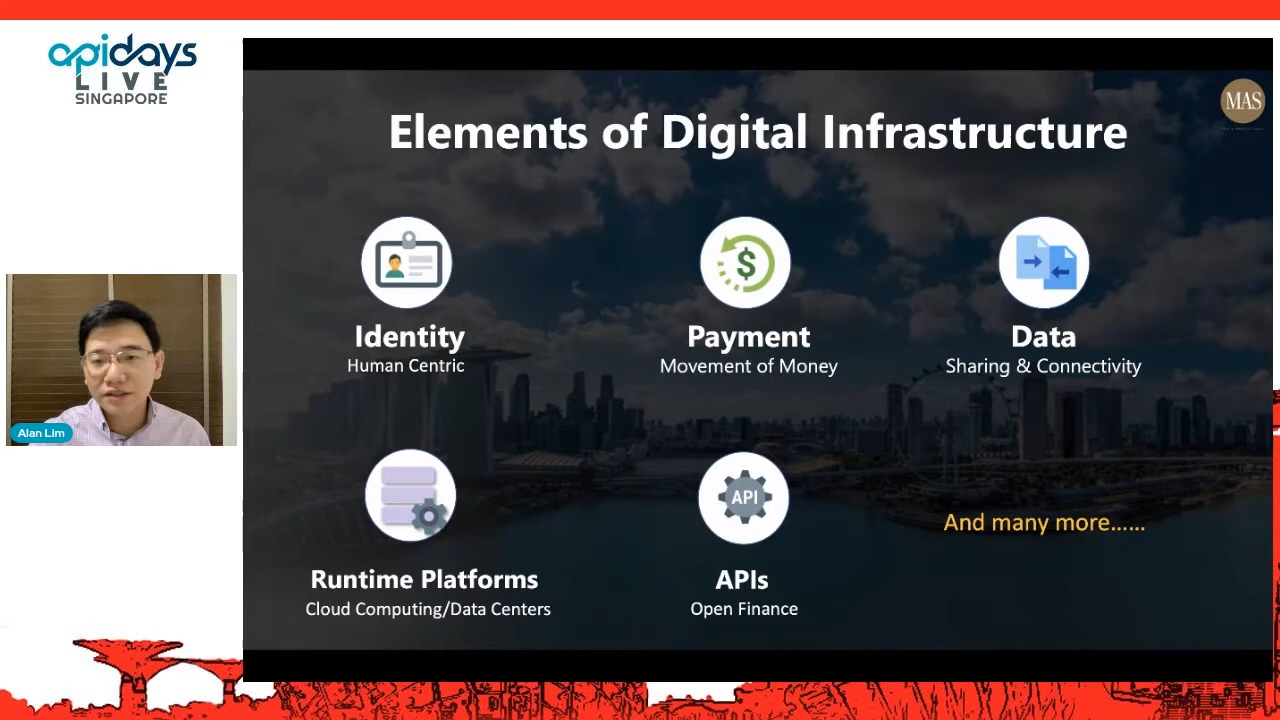 apidays
LIVE
SINGAPORE
MAS
Elements of Digital Infrastructure
Identity
Human Centric
Payment
Movement of Money
Data
Sharing & Connectivity
Alan Lim
Runtime Platforms
Cloud Computing/Data Centers
API
APIs
Open Finance
And many more......